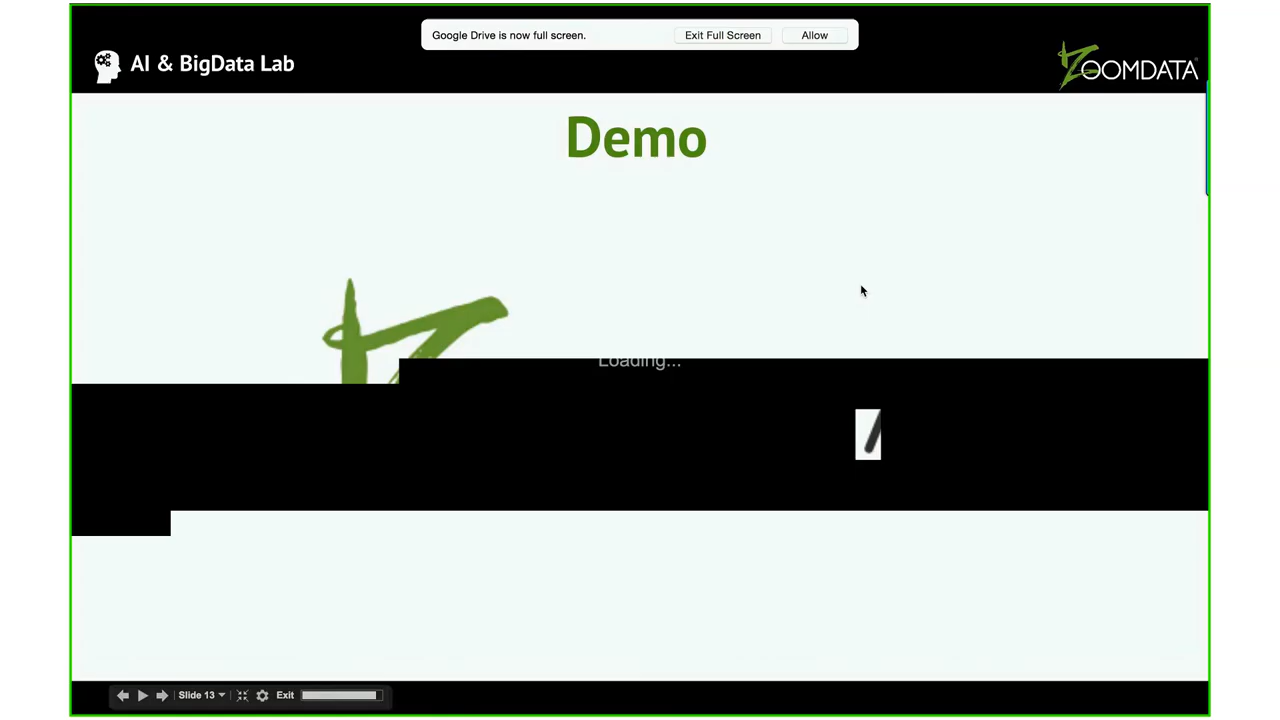 Google Drive is now full screen. Exit Full Screen Allow
AI & BigData Lab
ZOOMDATA
Demo
Loading...
Slide 13 Exit